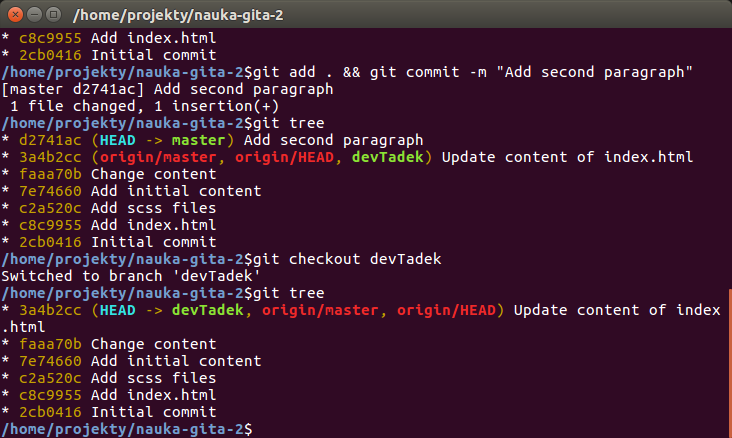 /home/projekty/nauka-gita-2
* c8c9955 Add index.html
* 2cb0416 Initial commit
/home/projekty/nauka-gita-2$git add . && git commit -m "Add second paragraph"
[master d2741ac] Add second paragraph
 1 file changed, 1 insertion(+)
/home/projekty/nauka-gita-2$git tree
* d2741ac (HEAD -> master) Add second paragraph
* 3a4b2cc (origin/master, origin/HEAD, devTadek) Update content of index.html
* faaa70b Change content
* 7e74660 Add initial content
* c2a520c Add scss files
* c8c9955 Add index.html
* 2cb0416 Initial commit
/home/projekty/nauka-gita-2$git checkout devTadek
Switched to branch 'devTadek'
/home/projekty/nauka-gita-2$git tree
* 3a4b2cc (HEAD -> devTadek, origin/master, origin/HEAD) Update content of index
.html
* faaa70b Change content
* 7e74660 Add initial content
* c2a520c Add scss files
* c8c9955 Add index.html
* 2cb0416 Initial commit
/home/projekty/nauka-gita-2$